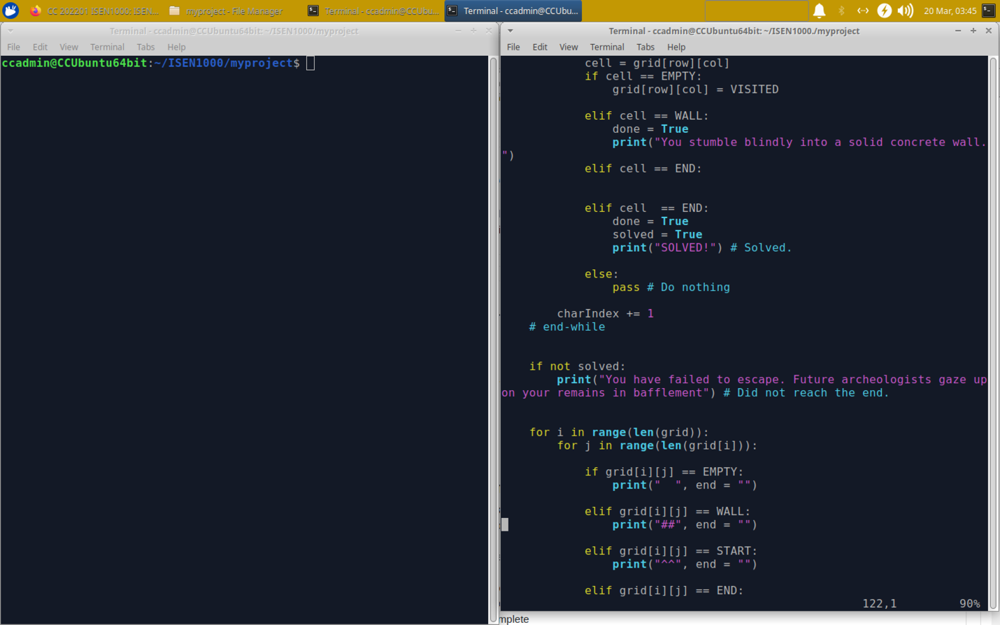 CC 202201 ISEN1000: ISEN...
myproject - File Manager
Terminal - ccadmin@CCUbu...
Terminal - ccadmin@CCUbu...
20 Mar, 03:45
Terminal - ccadmin@CCUbuntu64bit: ~/ISEN1000/myproject
File Edit View Terminal Tabs Help
ccadmin@CCUbuntu64bit:~/ISEN1000/myproject$
Terminal - ccadmin@CCUbuntu64bit: ~/ISEN1000./myproject
File Edit View Terminal Tabs Help
cell = grid[row][col]
if cell == EMPTY:
grid[row][col] = VISITED
elif cell == WALL:
done = True
print("You stumble blindly into a solid concrete wall.
")
elif cell == END:
elif cell  == END:
done = True
solved = True
print("SOLVED!") # Solved.
else:
pass # Do nothing
charIndex += 1
# end-while
if not solved:
print("You have failed to escape. Future archeologists gaze up
on your remains in bafflement") # Did not reach the end.
for i in range(len(grid)):
for j in range(len(grid[i])):
if grid[i][j] == EMPTY:
print("  ", end = "")
elif grid[i][j] == WALL:
print("##", end = "")
elif grid[i][j] == START:
print("^^", end = "")
elif grid[i][j] == END:
122,1 90%
mplete